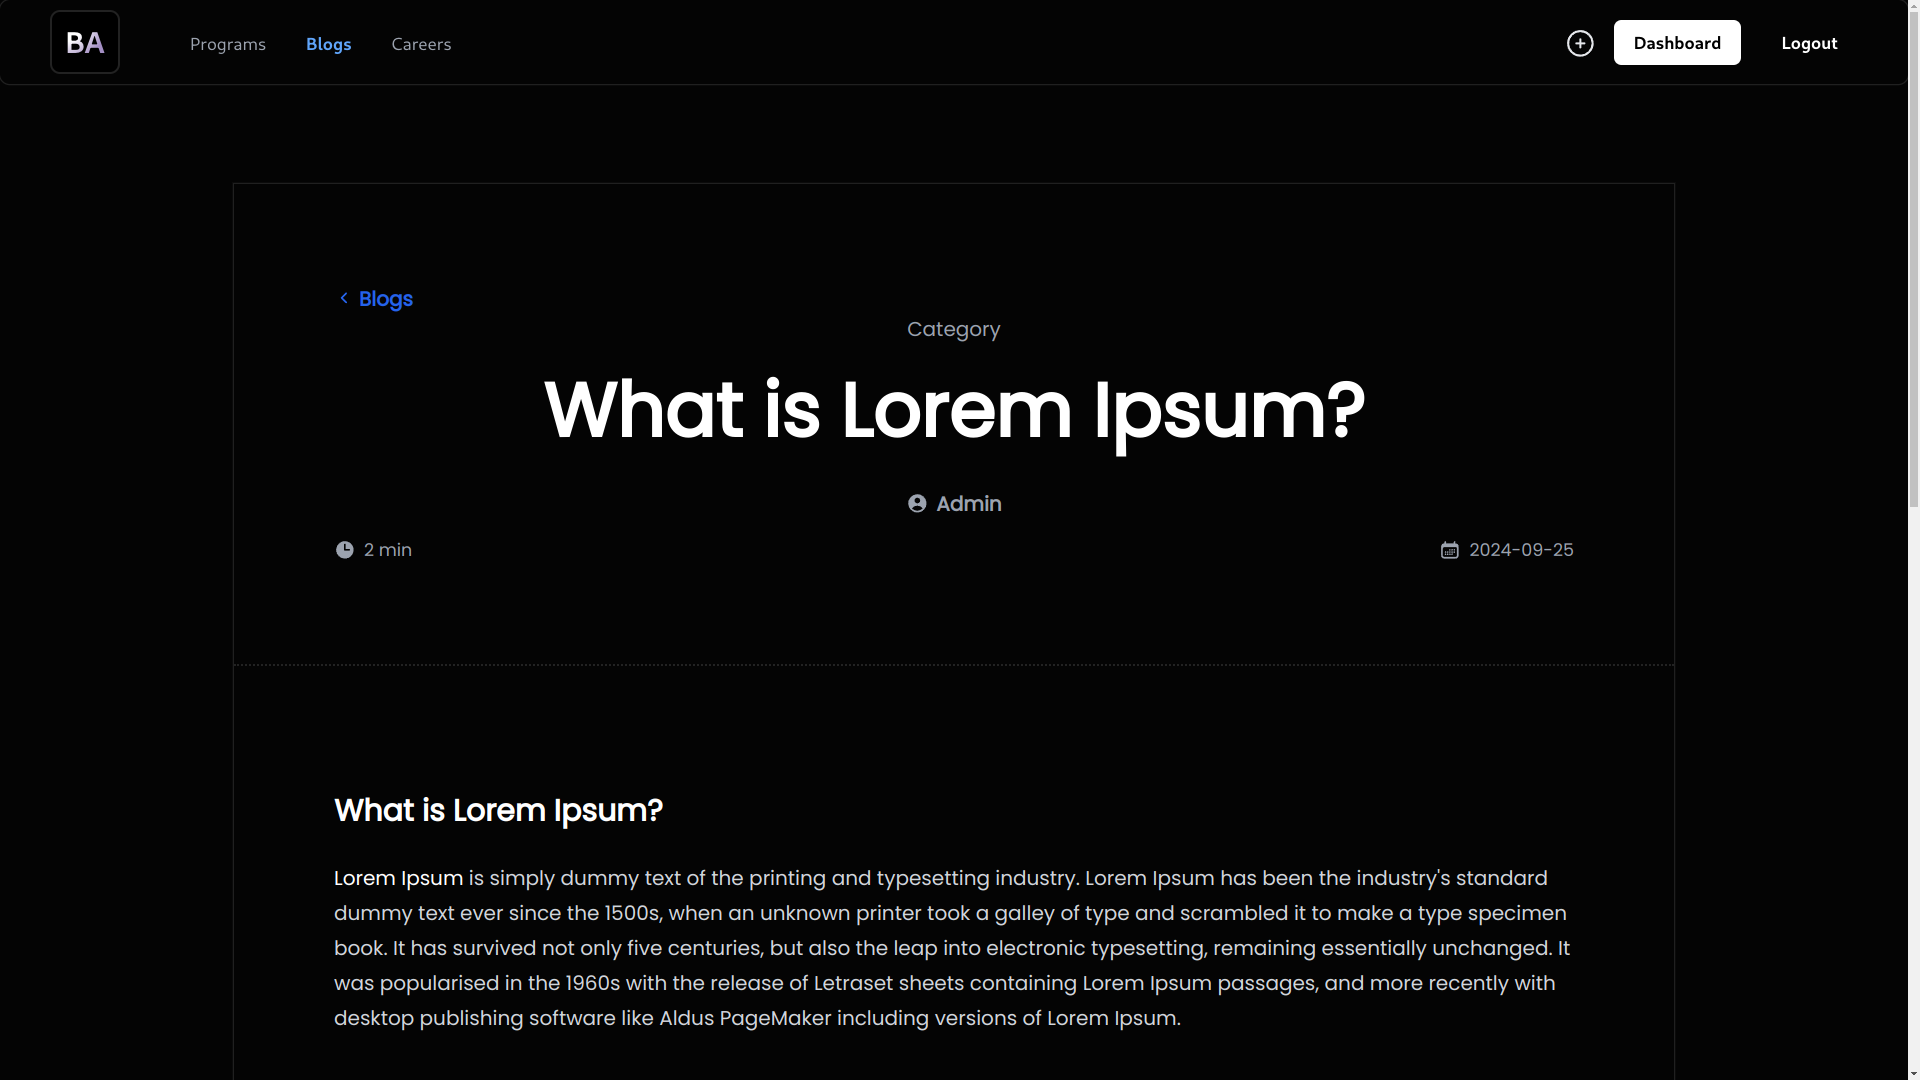 BA
Programs
Blogs
Careers
Dashboard
Logout
Blogs
Category
What is Lorem Ipsum?
Admin
2 min
2024-09-25
What is Lorem Ipsum?
Lorem Ipsum is simply dummy text of the printing and typesetting industry. Lorem Ipsum has been the industry's standard
dummy text ever since the 1500s, when an unknown printer took a galley of type and scrambled it to make a type specimen
book. It has survived not only five centuries, but also the leap into electronic typesetting, remaining essentially unchanged. It
was popularised in the 1960s with the release of Letraset sheets containing Lorem Ipsum passages, and more recently with
desktop publishing software like Aldus PageMaker including versions of Lorem Ipsum.